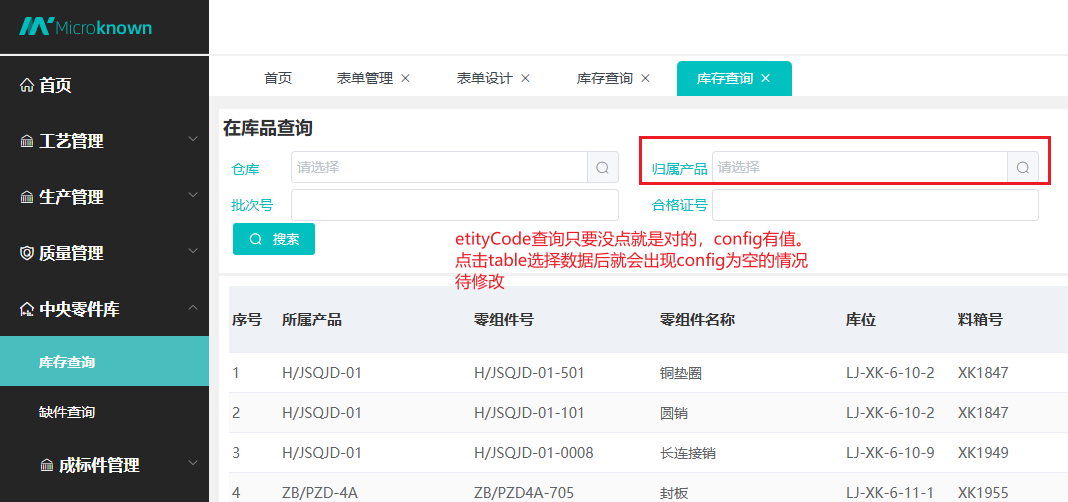 Microknown
首页
工艺管理
生产管理
质量管理
中央零件库
库存查询
缺件查询
成标件管理
首页 表单管理 × 表单设计 × 库存查询 × 库存查询 ×
在库品查询
仓库 请选择 归属产品 请选择
批次号 合格证号
搜索
etityCode查询只要没点就是对的，config有值。
点击table选择数据后就会出现config为空的情况
待修改
序号 所属产品 零组件号 零组件名称 库位 料箱号
1 H/JSQJD-01 H/JSQJD-01-501 铜垫圈 LJ-XK-6-10-2 XK1847
2 H/JSQJD-01 H/JSQJD-01-101 圆销 LJ-XK-6-10-2 XK1847
3 H/JSQJD-01 H/JSQJD-01-0008 长连接销 LJ-XK-6-10-9 XK1949
4 ZB/PZD-4A ZB/PZD4A-705 封板 LJ-XK-6-11-1 XK1955